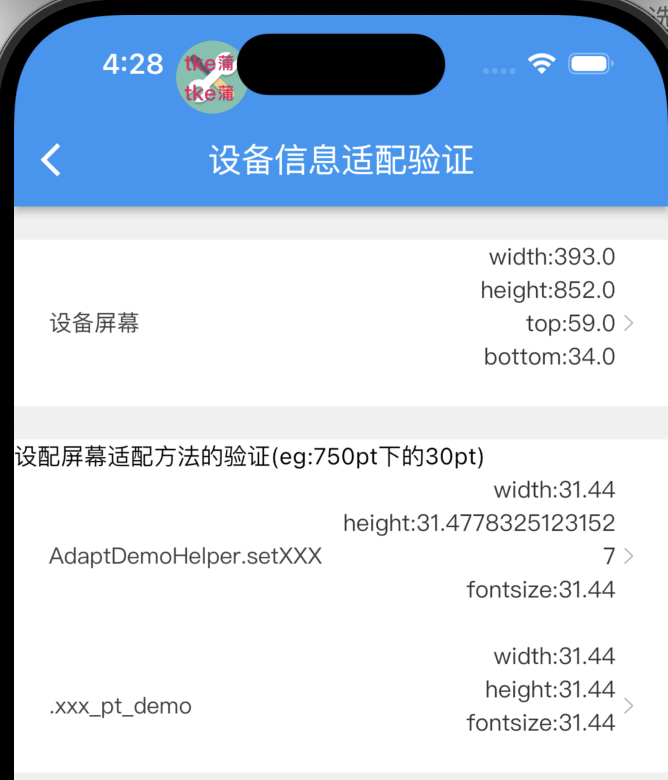 选
4:28
tke蒲
tke蒲
设备信息适配验证
width:393.0
height:852.0
设备屏幕
top:59.0
bottom:34.0
设配屏幕适配方法的验证(eg:750pt下的30pt)
width:31.44
height:31.4778325123152
7
AdaptDemoHelper.setXXX
fontsize:31.44
width:31.44
height:31.44
.xxx_pt_demo
fontsize:31.44